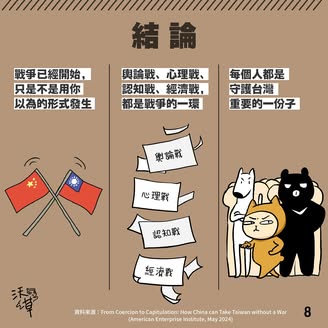 結論
戰爭已經開始，
只是不是用你
以為的形式發生
輿論戰、心理戰、
認知戰、經濟戰，
都是戰爭的一環
每個人都是
守護台灣
重要的一份子
輿論戰
心理戰
認知戰
經濟戰
資料來源：From Coercion to Capitulation: How China can Take Taiwan without a War
(American Enterprise Institute, May 2024)
8